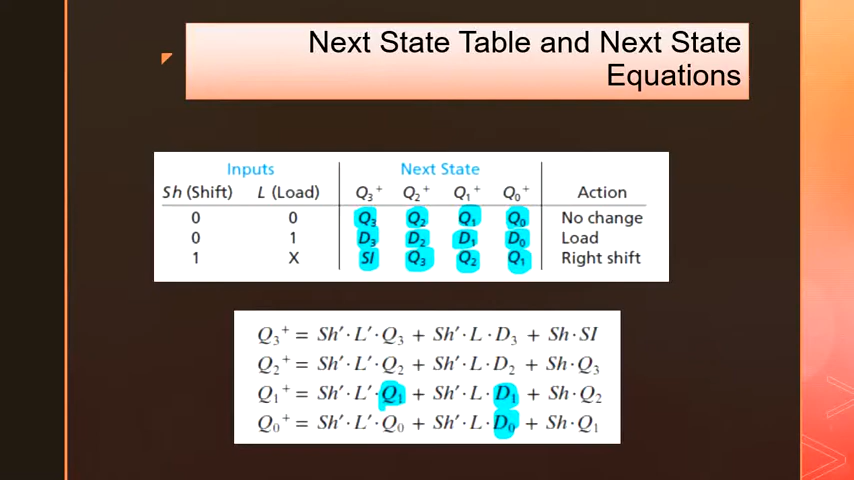 Next State Table and Next State
Equations
Inputs Next State
Sh (Shift) L (Load) Q₃⁺ Q₂⁺ Q₁⁺ Q₀⁺ Action
0 0 Q₃ Q₂ Q₁ Q₀ No change
0 1 D₃ D₂ D₁ D₀ Load
1 X SI Q₃ Q₂ Q₁ Right shift
Q₃⁺ = Sh′·L′·Q₃ + Sh′·L·D₃ + Sh·SI
Q₂⁺ = Sh′·L′·Q₂ + Sh′·L·D₂ + Sh·Q₃
Q₁⁺ = Sh′·L′·Q₁ + Sh′·L·D₁ + Sh·Q₂
Q₀⁺ = Sh′·L′·Q₀ + Sh′·L·D₀ + Sh·Q₁